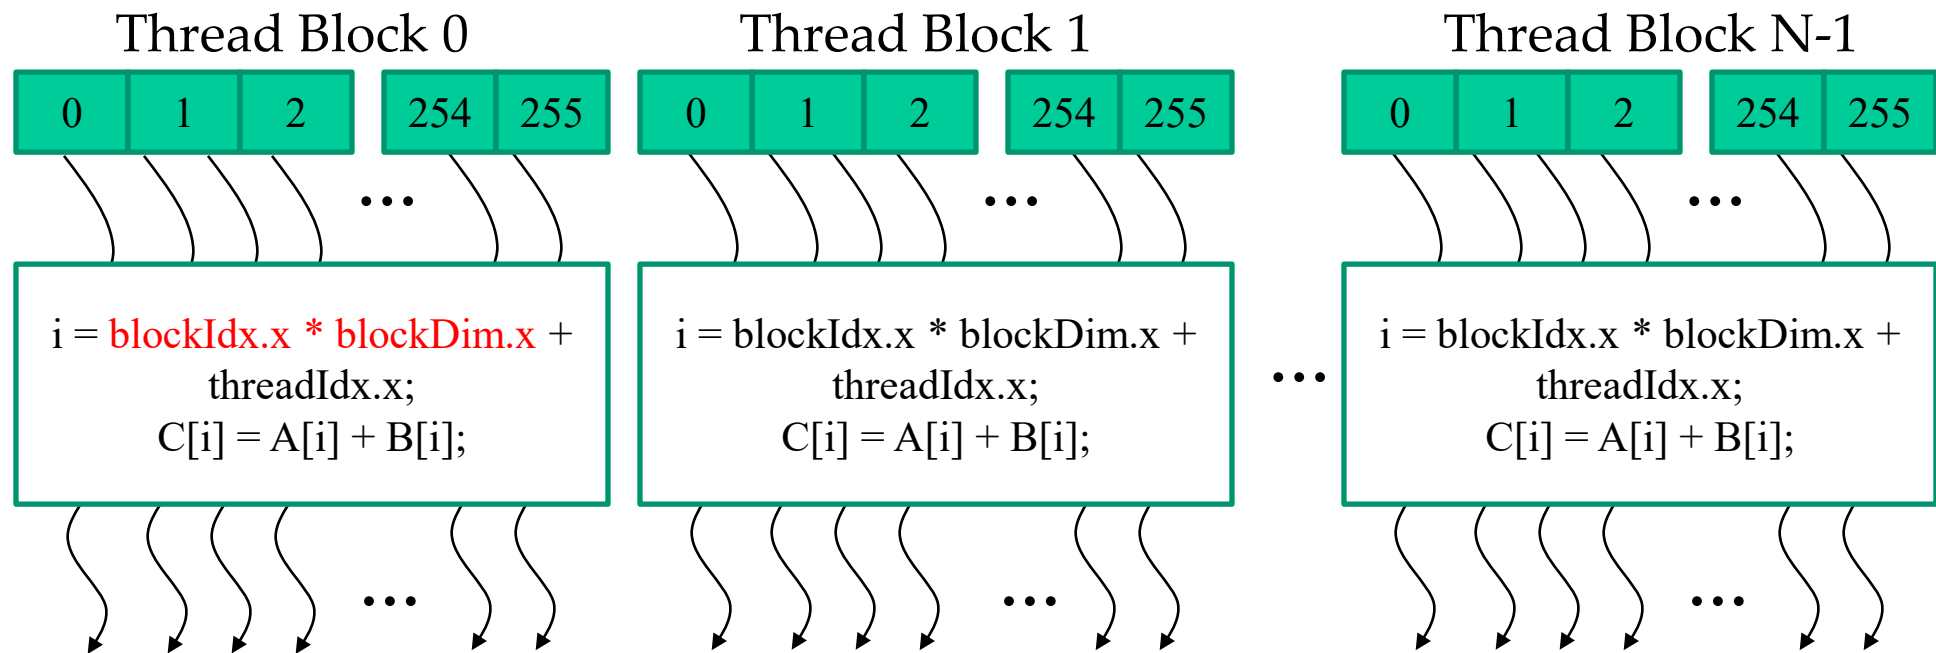 Thread Block 0
0 1 2 254 255
...
i = blockIdx.x * blockDim.x +
threadIdx.x;
C[i] = A[i] + B[i];
...
Thread Block 1
0 1 2 254 255
...
i = blockIdx.x * blockDim.x +
threadIdx.x;
C[i] = A[i] + B[i];
...
...
Thread Block N-1
0 1 2 254 255
...
i = blockIdx.x * blockDim.x +
threadIdx.x;
C[i] = A[i] + B[i];
...